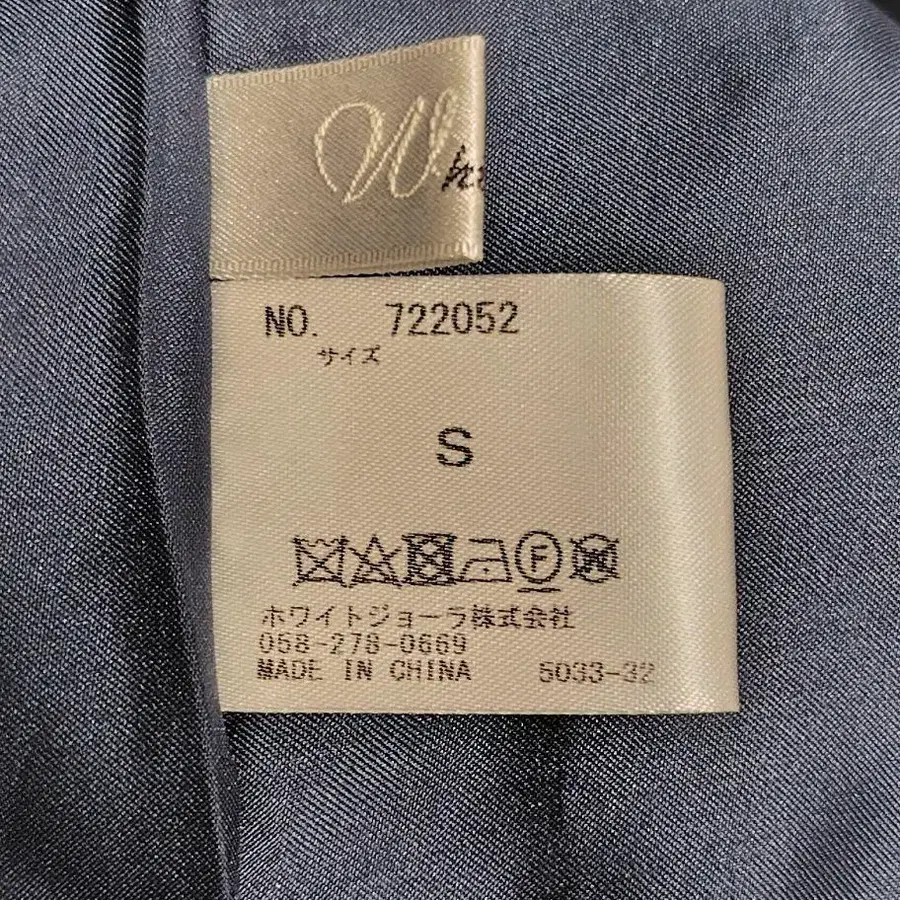 NO. 722052
サイズ
S
F W
ホワイトジョーラ株式会社
058-278-0669
MADE IN CHINA 5033-32